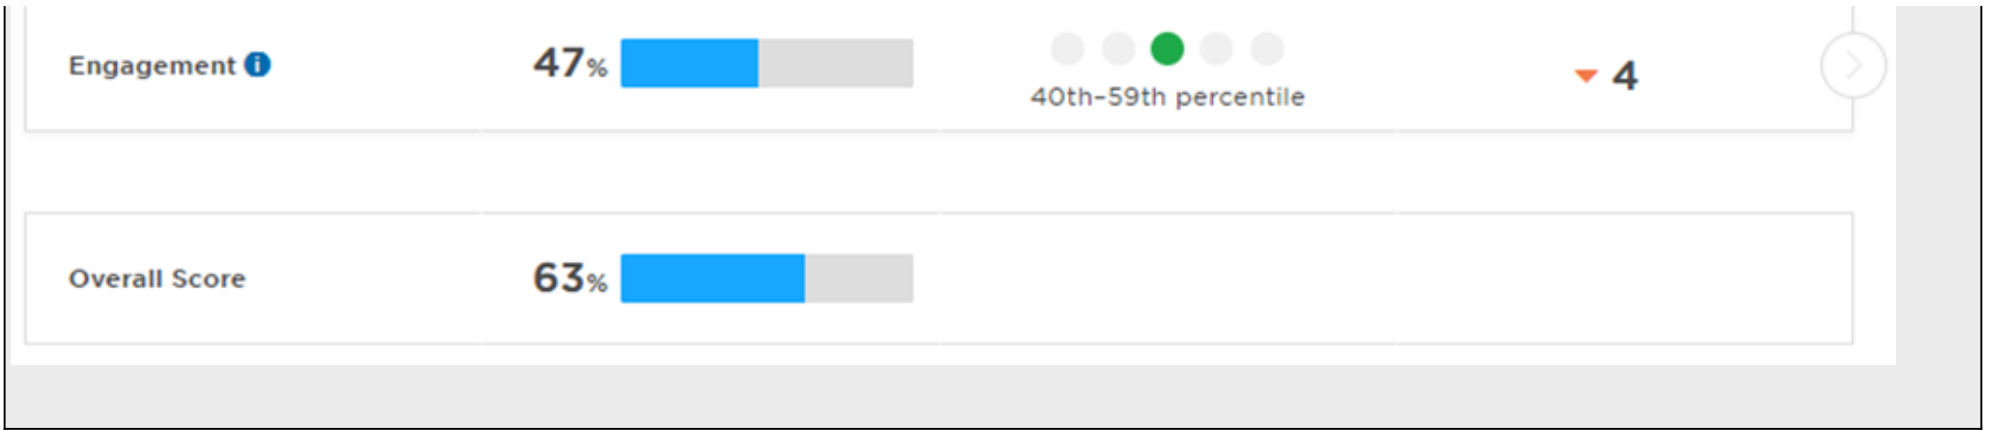 Engagement i 47% 40th–59th percentile 4
Overall Score 63%